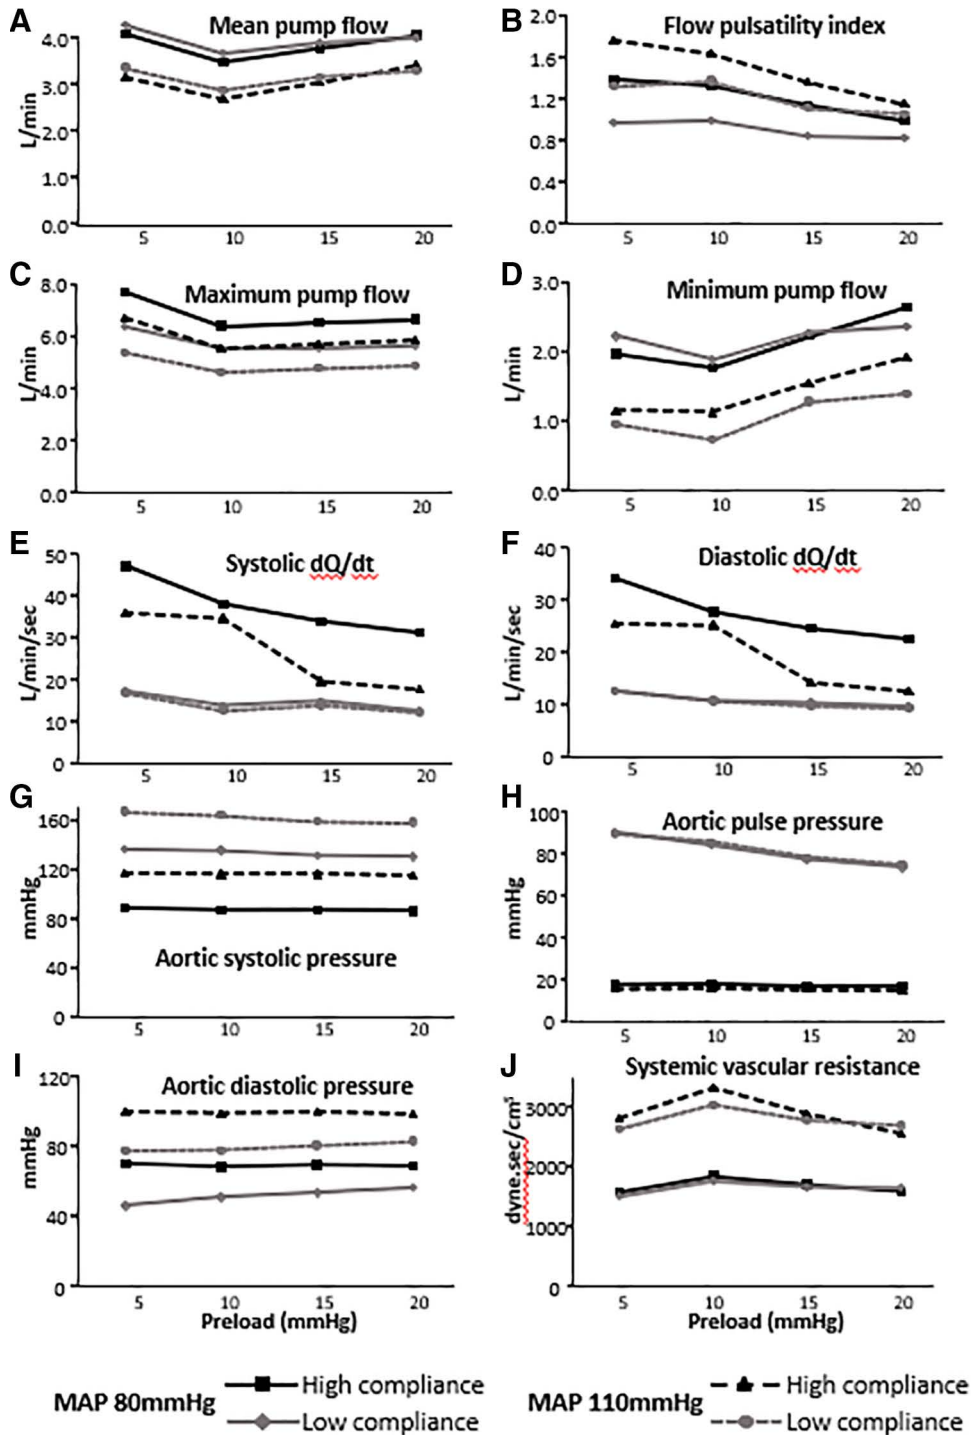 A
Mean pump flow
L/min
4.0
3.0
2.0
1.0
0.0
5 10 15 20
B
Flow pulsatility index
2.0
1.6
1.2
0.8
0.4
0.0
5 10 15 20
C
Maximum pump flow
L/min
8.0
6.0
4.0
2.0
0.0
5 10 15 20
D
Minimum pump flow
L/min
3.0
2.0
1.0
0.0
5 10 15 20
E
Systolic dQ/dt
L/min/sec
50
40
30
20
10
0
5 10 15 20
F
Diastolic dQ/dt
L/min/sec
40
30
20
10
0
5 10 15 20
G
mmHg
160
120
80
40
0
Aortic systolic pressure
5 10 15 20
H
Aortic pulse pressure
mmHg
100
80
60
40
20
0
5 10 15 20
I
Aortic diastolic pressure
mmHg
120
80
40
0
5 10 15 20
Preload (mmHg)
J
Systemic vascular resistance
dyne.sec/cm⁵
3000
2000
1000
0
5 10 15 20
Preload (mmHg)
MAP 80mmHg
High compliance
Low compliance
MAP 110mmHg
High compliance
Low compliance